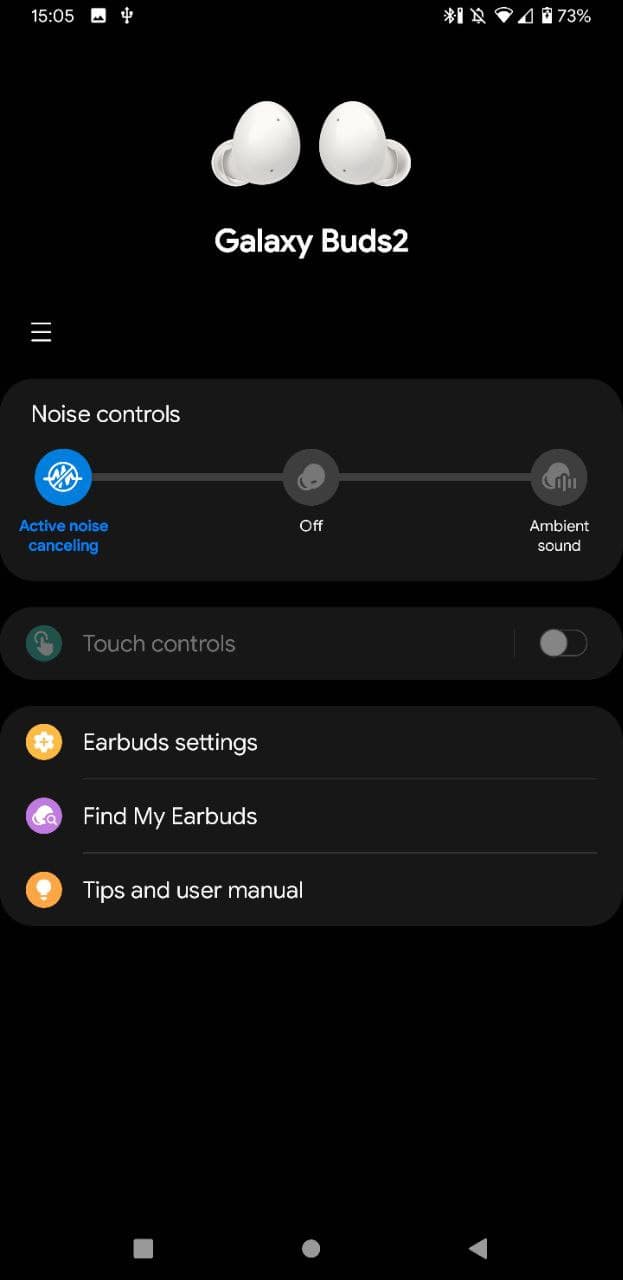 15:05 73%
Galaxy Buds2
Noise controls
Active noise
canceling
Off
Ambient
sound
Touch controls
Earbuds settings
Find My Earbuds
Tips and user manual